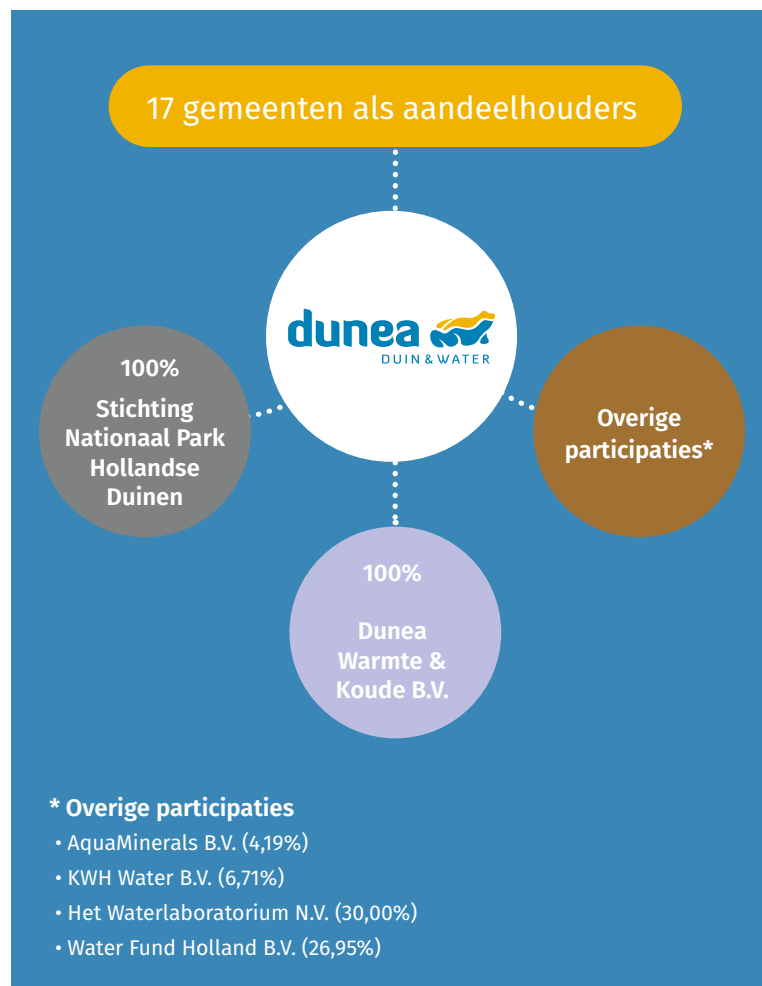 17 gemeenten als aandeelhouders
dunea
DUIN & WATER
100%
Stichting
Nationaal Park
Hollandse
Duinen
Overige
participaties*
100%
Dunea
Warmte &
Koude B.V.
* Overige participaties
• AquaMinerals B.V. (4,19%)
• KWH Water B.V. (6,71%)
• Het Waterlaboratorium N.V. (30,00%)
• Water Fund Holland B.V. (26,95%)